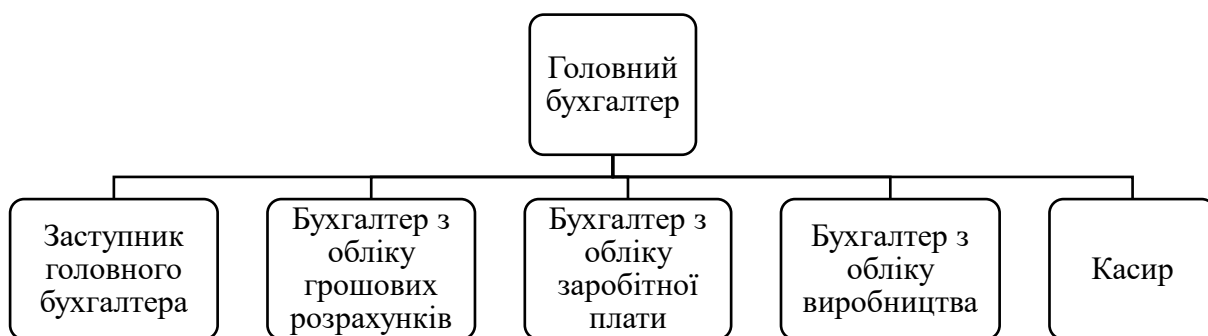 Головний
бухгалтер
Заступник
головного
бухгалтера
Бухгалтер з
обліку
грошових
розрахунків
Бухгалтер з
обліку
заробітної
плати
Бухгалтер з
обліку
виробництва
Касир